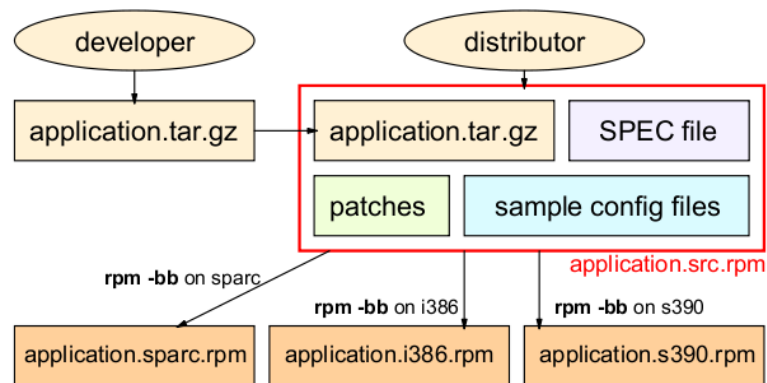 developer
distributor
application.tar.gz
application.tar.gz
SPEC file
patches
sample config files
application.src.rpm
rpm -bb on sparc
rpm -bb on i386
rpm -bb on s390
application.sparc.rpm
application.i386.rpm
application.s390.rpm